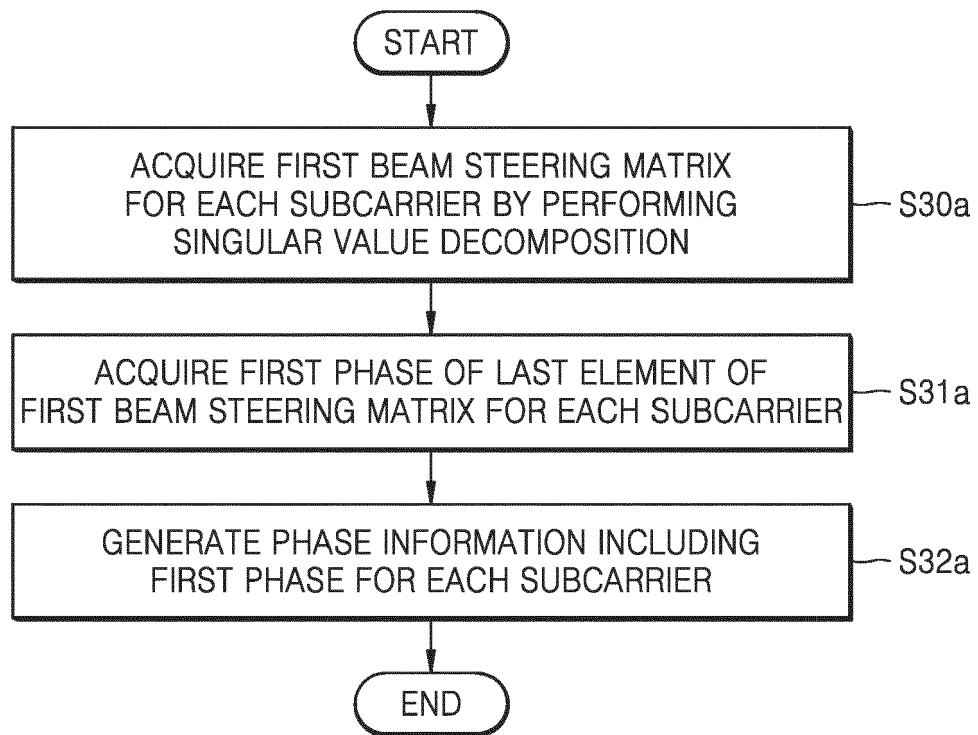 START
ACQUIRE FIRST BEAM STEERING MATRIX
FOR EACH SUBCARRIER BY PERFORMING
SINGULAR VALUE DECOMPOSITION
S30a
ACQUIRE FIRST PHASE OF LAST ELEMENT OF
FIRST BEAM STEERING MATRIX FOR EACH SUBCARRIER
S31a
GENERATE PHASE INFORMATION INCLUDING
FIRST PHASE FOR EACH SUBCARRIER
S32a
END